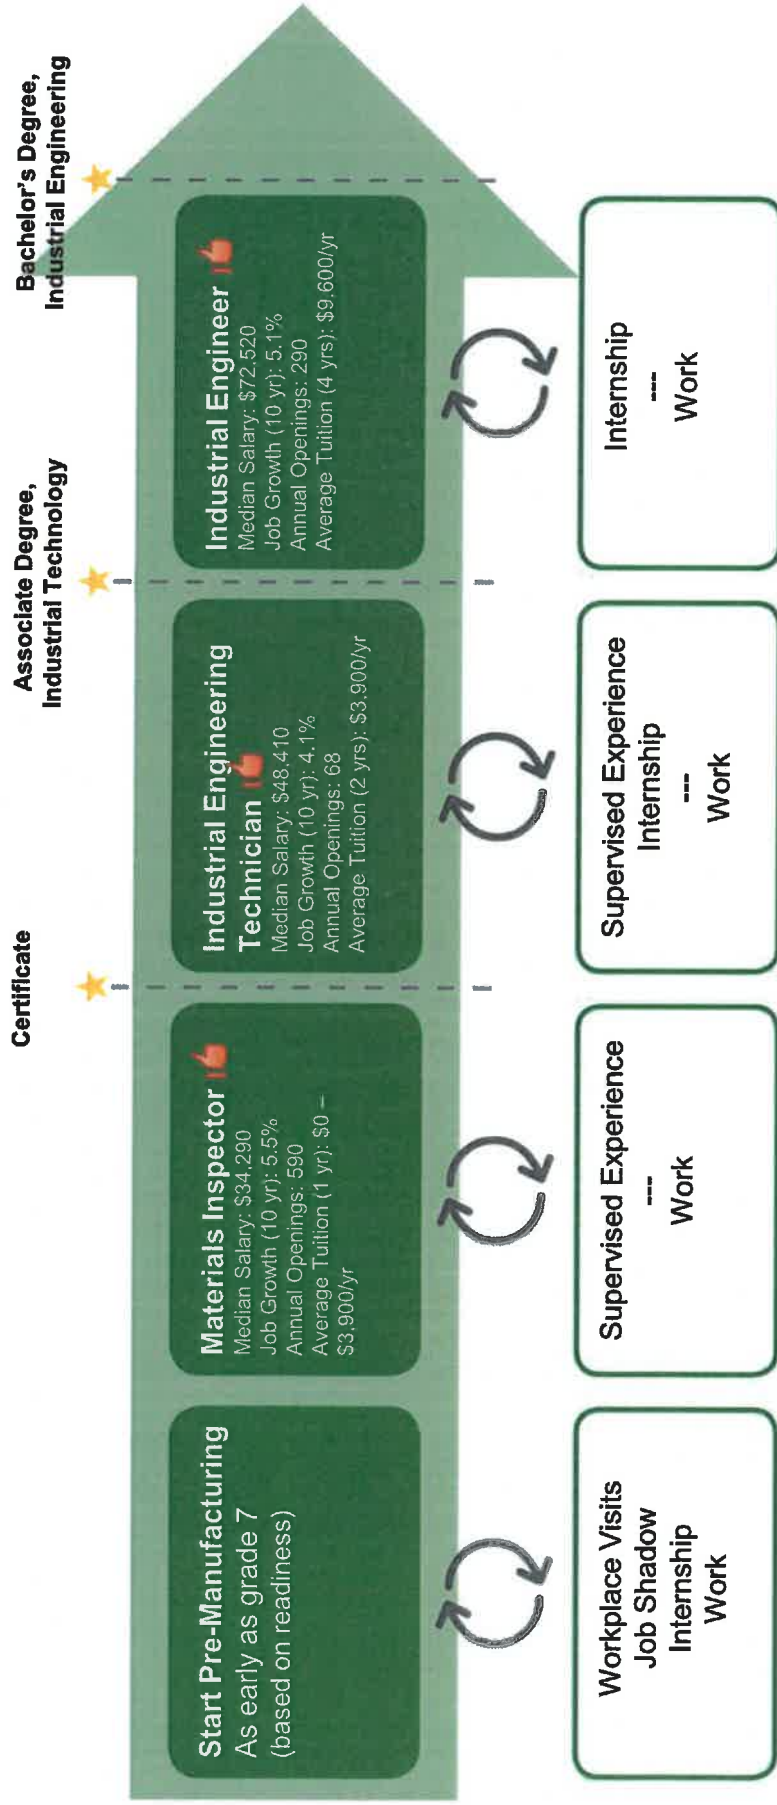 Certificate
Associate Degree,
Industrial Technology
Bachelor's Degree,
Industrial Engineering
Start Pre-Manufacturing
As early as grade 7
(based on readiness)
Materials Inspector
Median Salary: $34,290
Job Growth (10 yr): 5.5%
Annual Openings: 590
Average Tuition (1 yr): $0 –
$3,900/yr
Industrial Engineering
Technician
Median Salary: $48,410
Job Growth (10 yr): 4.1%
Annual Openings: 68
Average Tuition (2 yrs): $3,900/yr
Industrial Engineer
Median Salary: $72,520
Job Growth (10 yr): 5.1%
Annual Openings: 290
Average Tuition (4 yrs): $9,600/yr
Workplace Visits
Job Shadow
Internship
Work
Supervised Experience
---
Work
Supervised Experience
Internship
---
Work
Internship
---
Work